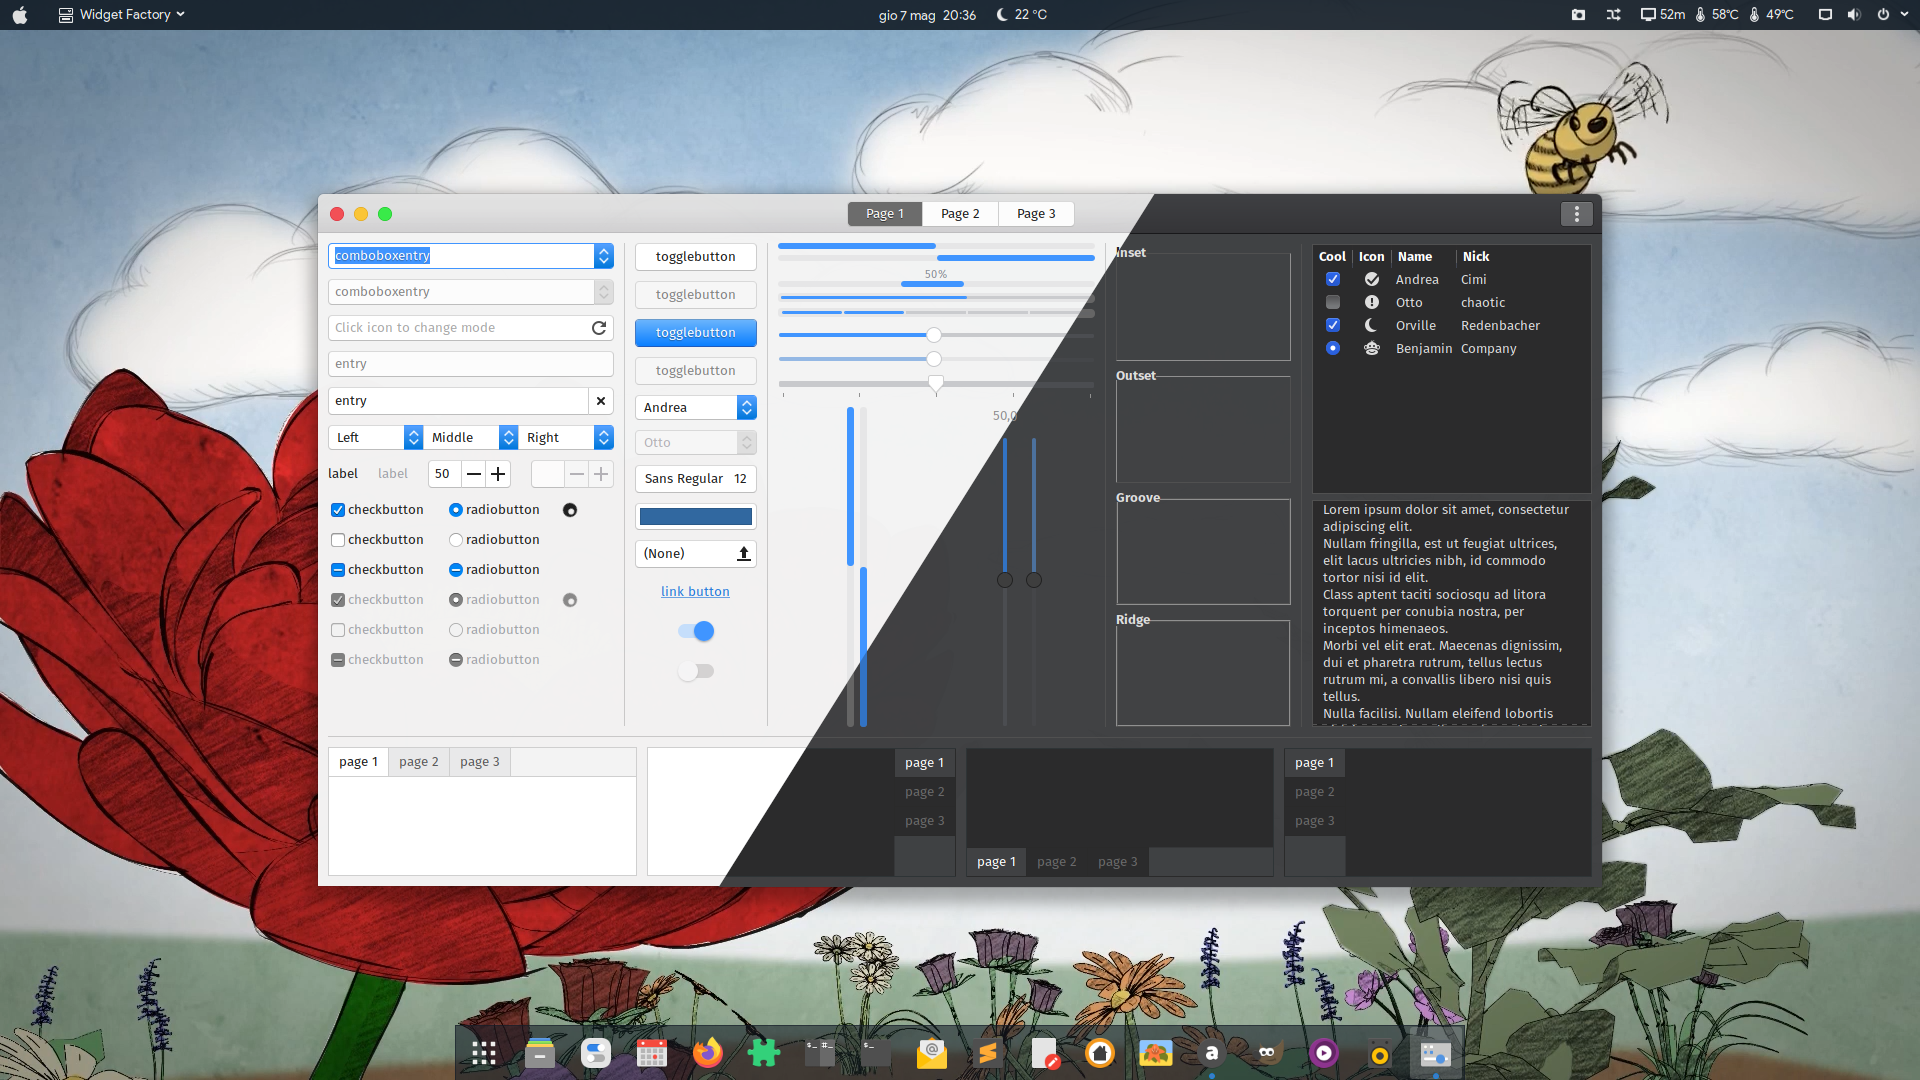 Widget Factory
gio 7 mag 20:36
22 °C
52m
58°C
49°C
Page 1
Page 2
Page 3
comboboxentry
comboboxentry
Click icon to change mode
entry
entry
Left
Middle
Right
label
label
50
checkbutton
radiobutton
checkbutton
radiobutton
checkbutton
radiobutton
checkbutton
radiobutton
checkbutton
radiobutton
checkbutton
radiobutton
togglebutton
togglebutton
togglebutton
togglebutton
Andrea
Otto
Sans Regular 12
(None)
link button
50%
50,0
Inset
Outset
Groove
Ridge
Cool Icon Name Nick
Andrea Cimi
Otto chaotic
Orville Redenbacher
Benjamin Company
Lorem ipsum dolor sit amet, consectetur
adipiscing elit.
Nullam fringilla, est ut feugiat ultrices,
elit lacus ultricies nibh, id commodo
tortor nisi id elit.
Class aptent taciti sociosqu ad litora
torquent per conubia nostra, per
inceptos himenaeos.
Morbi vel elit erat. Maecenas dignissim,
dui et pharetra rutrum, tellus lectus
rutrum mi, a convallis libero nisi quis
tellus.
Nulla facilisi. Nullam eleifend lobortis
page 1
page 2
page 3
page 1
page 2
page 3
page 1
page 2
page 3
page 1
page 2
page 3